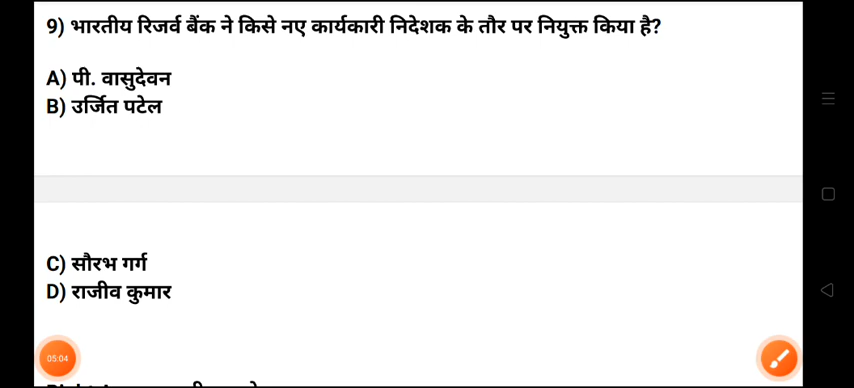 9) भारतीय रिजर्व बैंक ने किसे नए कार्यकारी निदेशक के तौर पर नियुक्त किया है?
A) पी. वासुदेवन
B) उर्जित पटेल
C) सौरभ गर्ग
D) राजीव कुमार
05:04